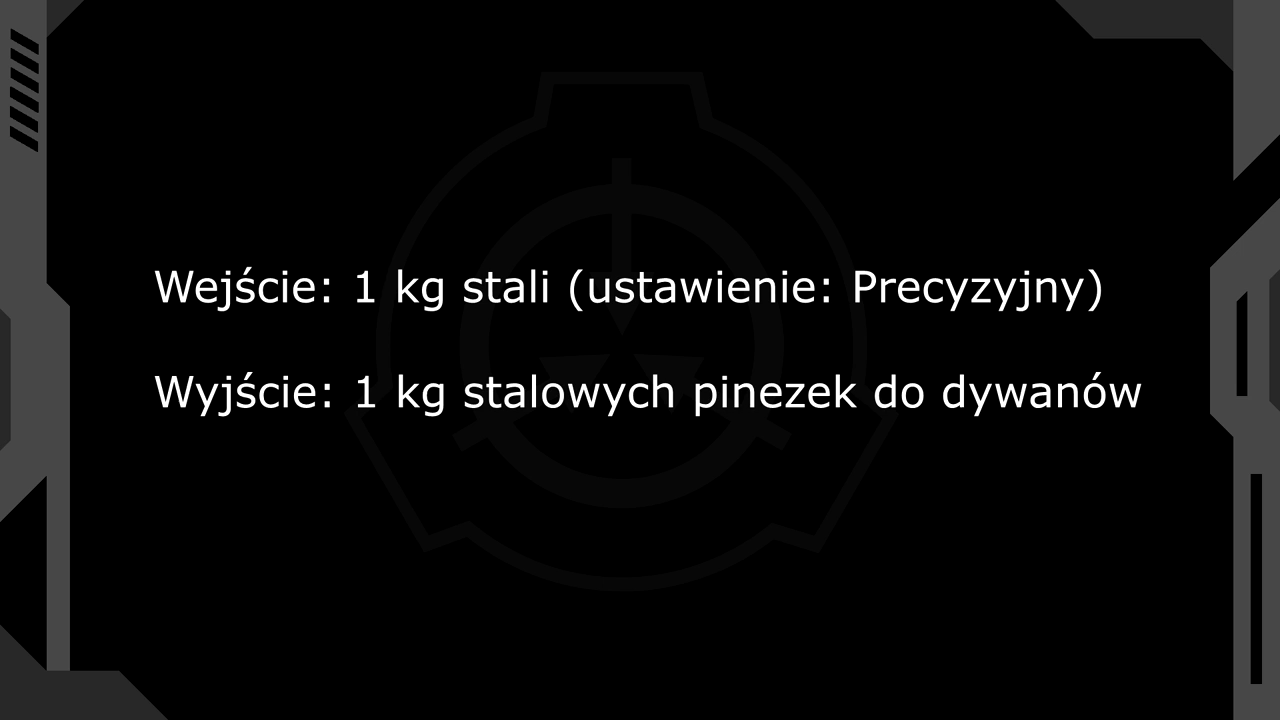 Wejście: 1 kg stali (ustawienie: Precyzyjny)
Wyjście: 1 kg stalowych pinezek do dywanów